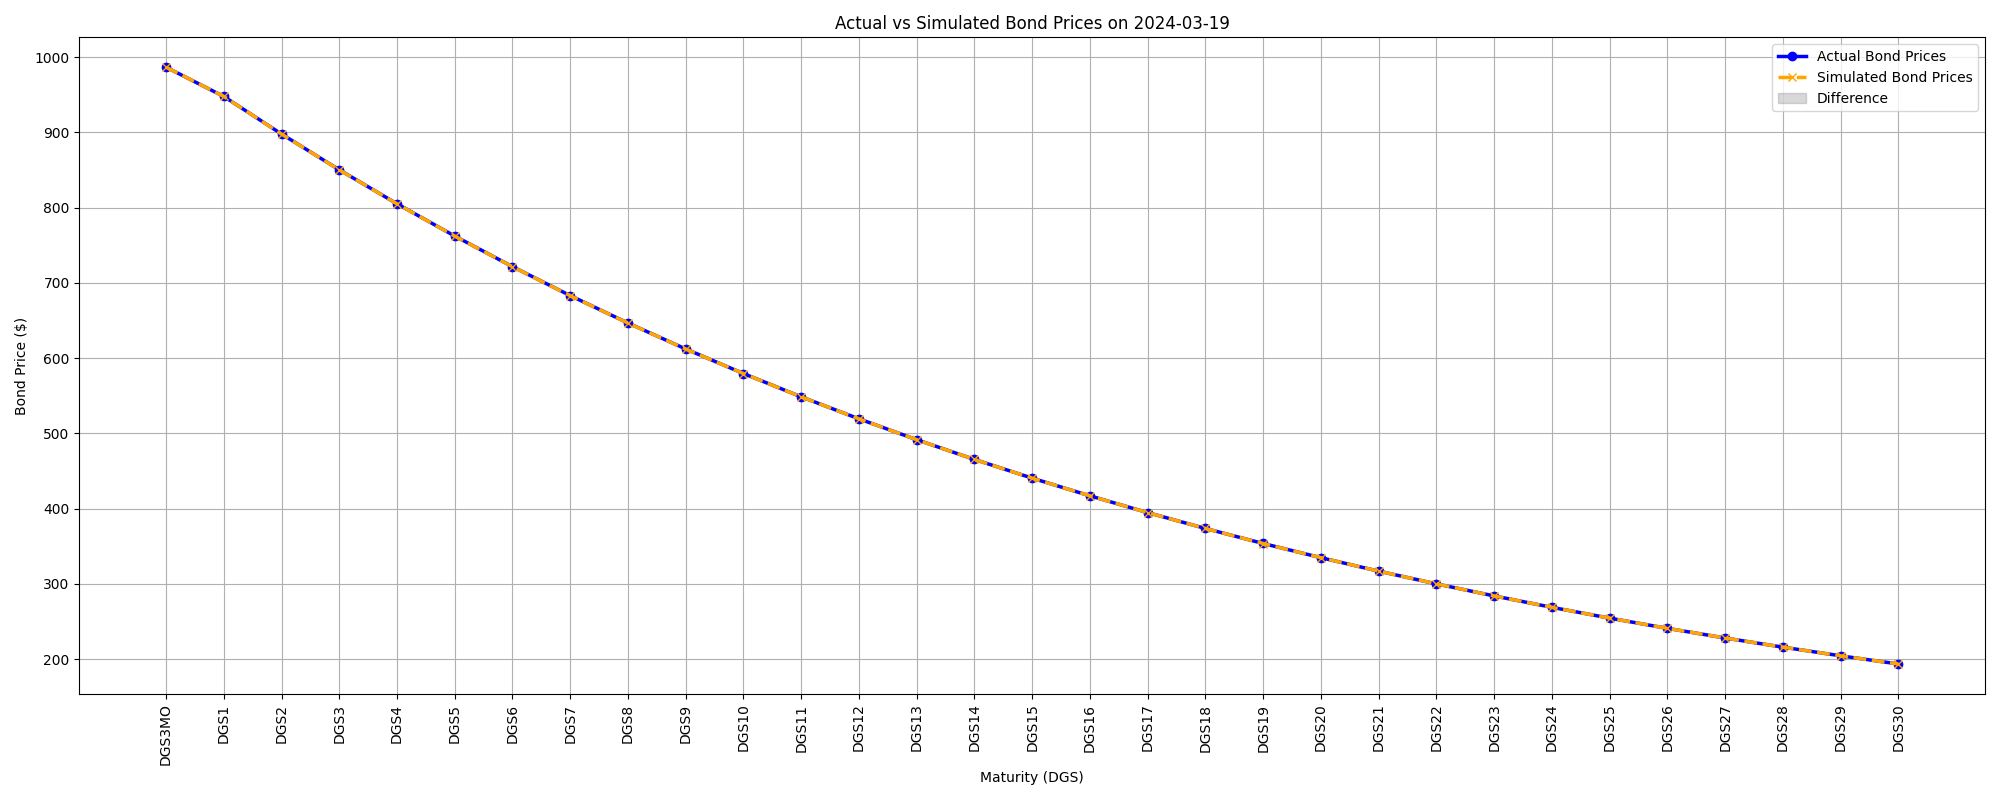 Actual vs Simulated Bond Prices on 2024-03-19
Actual Bond Prices
Simulated Bond Prices
Difference
Bond Price ($)
1000
900
800
700
600
500
400
300
200
DGS3MO
DGS1
DGS2
DGS3
DGS4
DGS5
DGS6
DGS7
DGS8
DGS9
DGS10
DGS11
DGS12
DGS13
DGS14
DGS15
DGS16
DGS17
DGS18
DGS19
DGS20
DGS21
DGS22
DGS23
DGS24
DGS25
DGS26
DGS27
DGS28
DGS29
DGS30
Maturity (DGS)